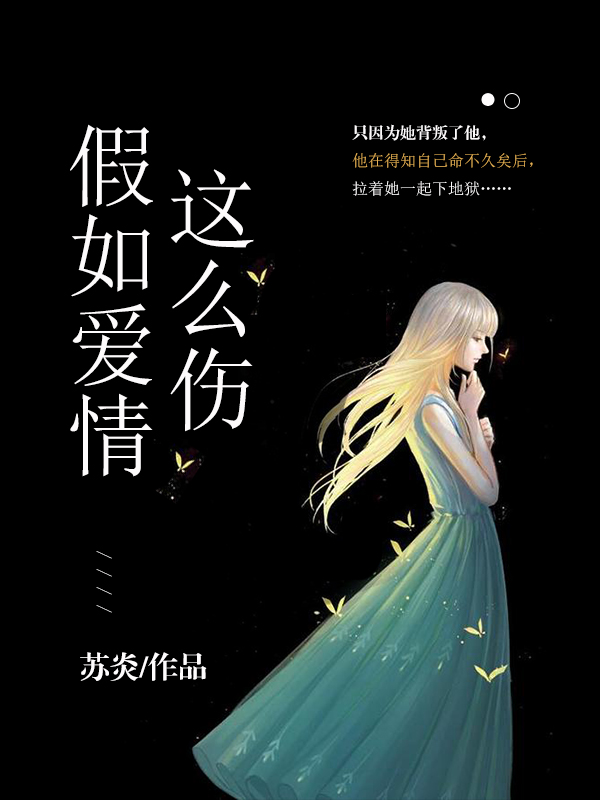 假如爱情
这么伤
只因为她背叛了他，
他在得知自己命不久矣后，
拉着她一起下地狱……
苏炎/作品